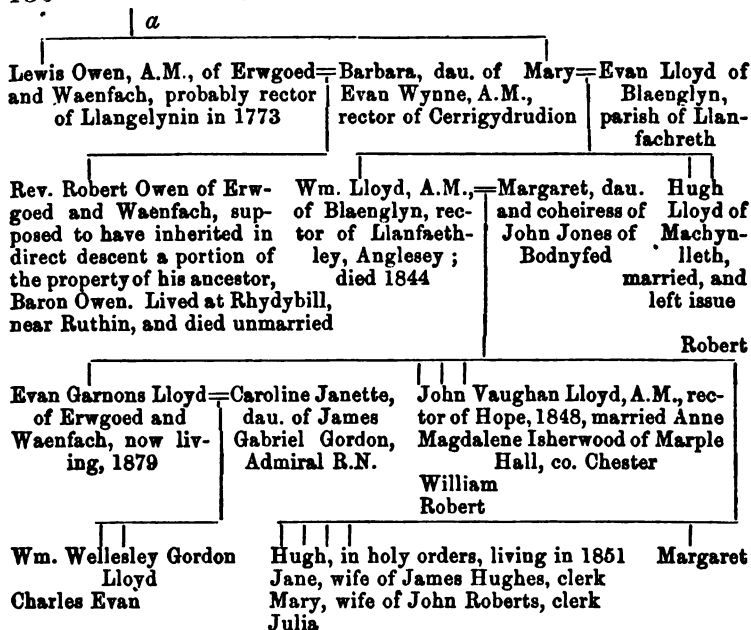 a
Lewis Owen, A.M., of Erwgoed=Barbara, dau. of Mary=Evan Lloyd of
and Waenfach, probably rector Evan Wynne, A.M., Blaenglyn,
of Llangelynin in 1773 rector of Cerrigydrudion parish of Llan-
fachreth
Rev. Robert Owen of Erw- Wm. Lloyd, A.M.,=Margaret, dau. Hugh
goed and Waenfach, sup- of Blaenglyn, rec- and coheiress of Lloyd of
posed to have inherited in tor of Llanfaeth- John Jones of Machyn-
direct descent a portion of ley, Anglesey ; Bodnyfed lleth,
the property of his ancestor, died 1844 married, and
Baron Owen. Lived at Rhydybill, left issue
near Ruthin, and died unmarried
Robert
Evan Garnons Lloyd=Caroline Janette, John Vaughan Lloyd, A.M., rec-
of Erwgoed and dau. of James tor of Hope, 1848, married Anne
Waenfach, now liv- Gabriel Gordon, Magdalene Isherwood of Marple
ing, 1879 Admiral R.N. Hall, co. Chester
William
Robert
Wm. Wellesley Gordon Hugh, in holy orders, living in 1851 Margaret
Lloyd Jane, wife of James Hughes, clerk
Charles Evan Mary, wife of John Roberts, clerk
Julia